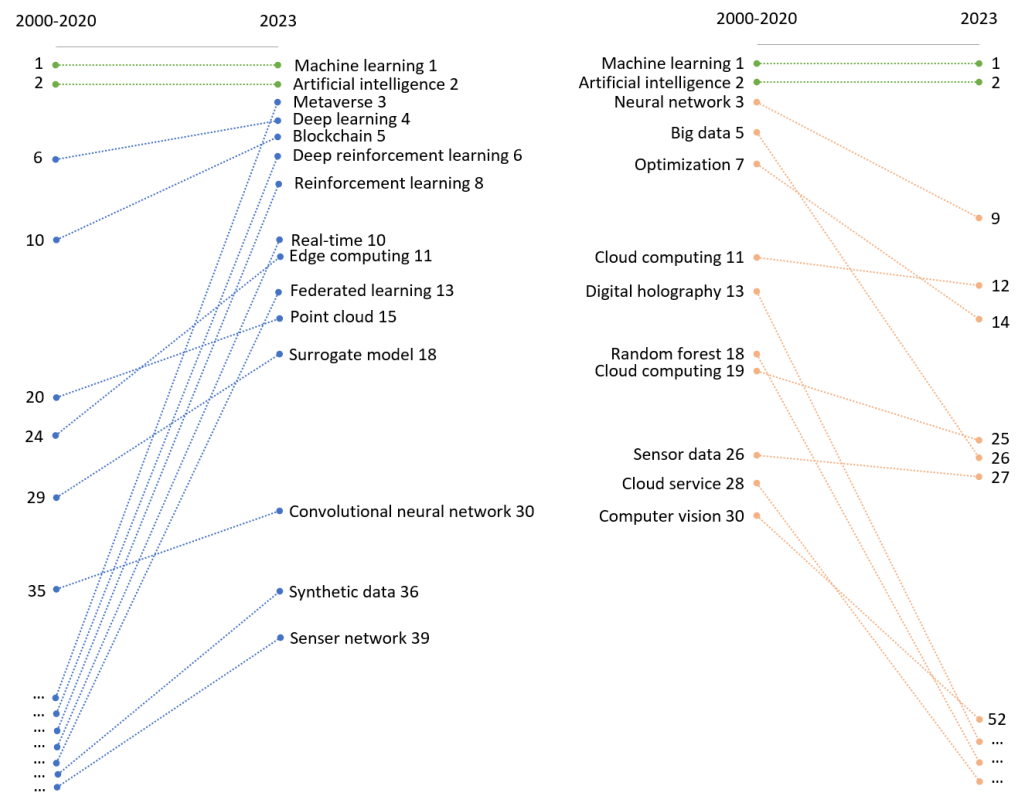 2000-2020
2023
1
Machine learning 1
2
Artificial intelligence 2
Metaverse 3
Deep learning 4
Blockchain 5
6
Deep reinforcement learning 6
Reinforcement learning 8
10
Real-time 10
Edge computing 11
Federated learning 13
Point cloud 15
Surrogate model 18
20
24
29
Convolutional neural network 30
35
Synthetic data 36
Senser network 39
...
...
...
...
...
...
...
2000-2020
2023
Machine learning 1
1
Artificial intelligence 2
2
Neural network 3
Big data 5
Optimization 7
9
Cloud computing 11
12
Digital holography 13
14
Random forest 18
Cloud computing 19
25
Sensor data 26
26
27
Cloud service 28
Computer vision 30
52
...
...
...